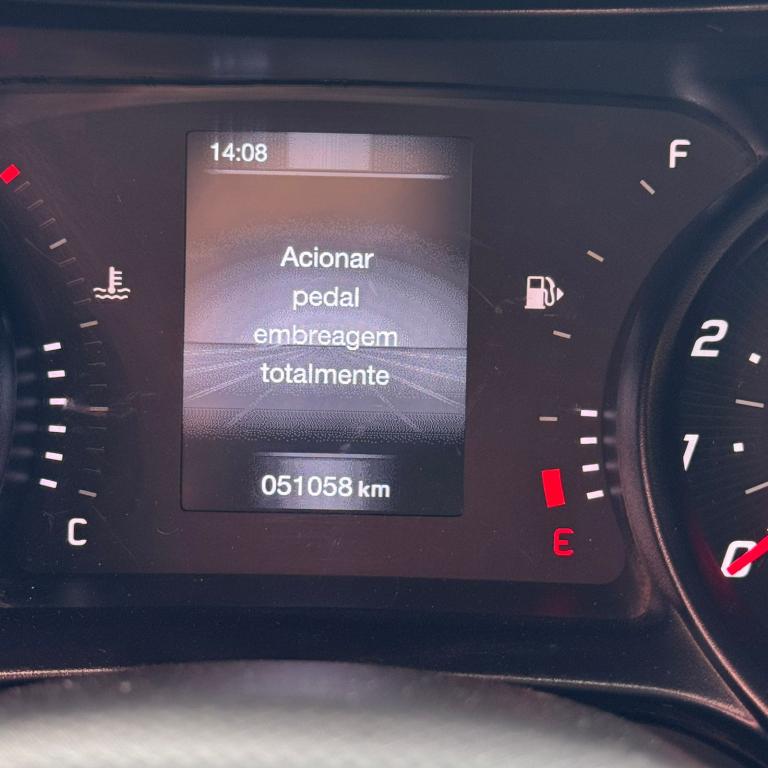 14:08
F
Acionar
pedal
embreagem
totalmente
2
1
051058 km
C
E
0